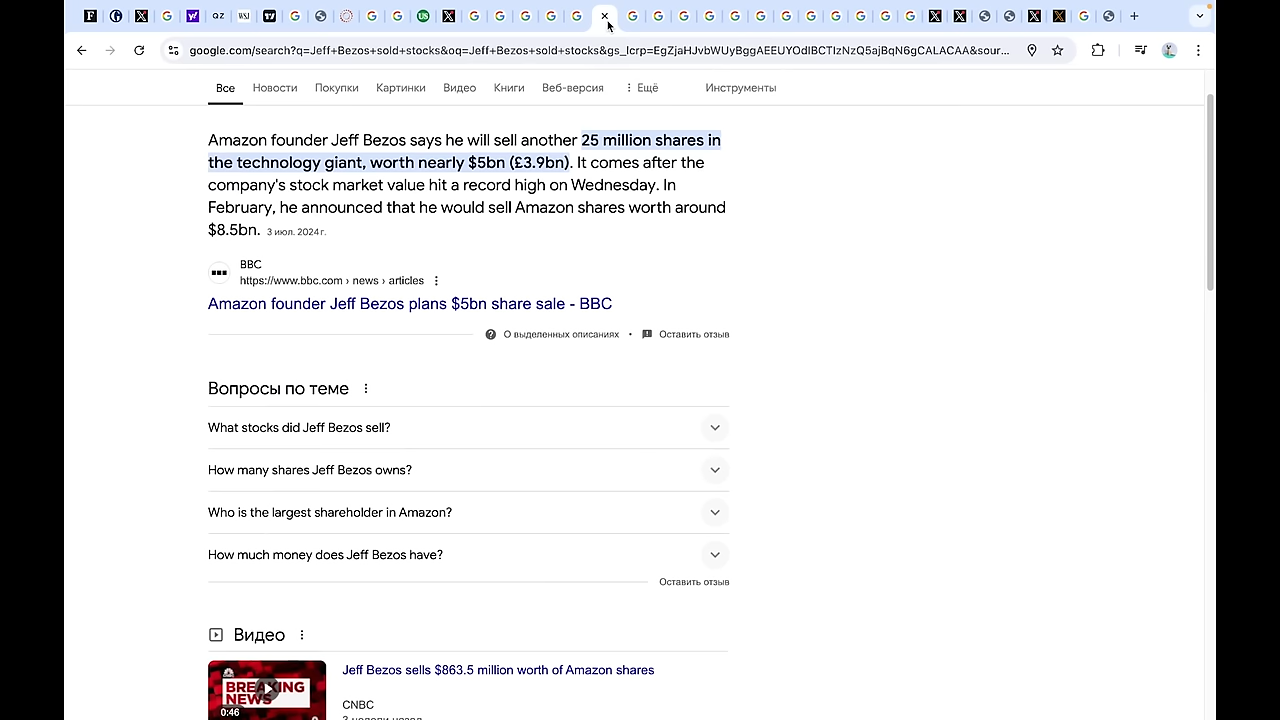 google.com/search?q=Jeff+Bezos+sold+stocks&oq=Jeff+Bezos+sold+stocks&gs_lcrp=EgZjaHJvbWUyBggAEEUYOdIBCTIzNzQ5ajBqN6gCALACAA&sour...
Все Новости Покупки Картинки Видео Книги Веб-версия Ещё Инструменты
Amazon founder Jeff Bezos says he will sell another 25 million shares in
the technology giant, worth nearly $5bn (£3.9bn). It comes after the
company's stock market value hit a record high on Wednesday. In
February, he announced that he would sell Amazon shares worth around
$8.5bn. 3 июл. 2024 г.
BBC
https://www.bbc.com › news › articles
Amazon founder Jeff Bezos plans $5bn share sale - BBC
О выделенных описаниях • Оставить отзыв
Вопросы по теме
What stocks did Jeff Bezos sell?
How many shares Jeff Bezos owns?
Who is the largest shareholder in Amazon?
How much money does Jeff Bezos have?
Оставить отзыв
Видео
Jeff Bezos sells $863.5 million worth of Amazon shares
BREAKING
NEWS
0:46
CNBC